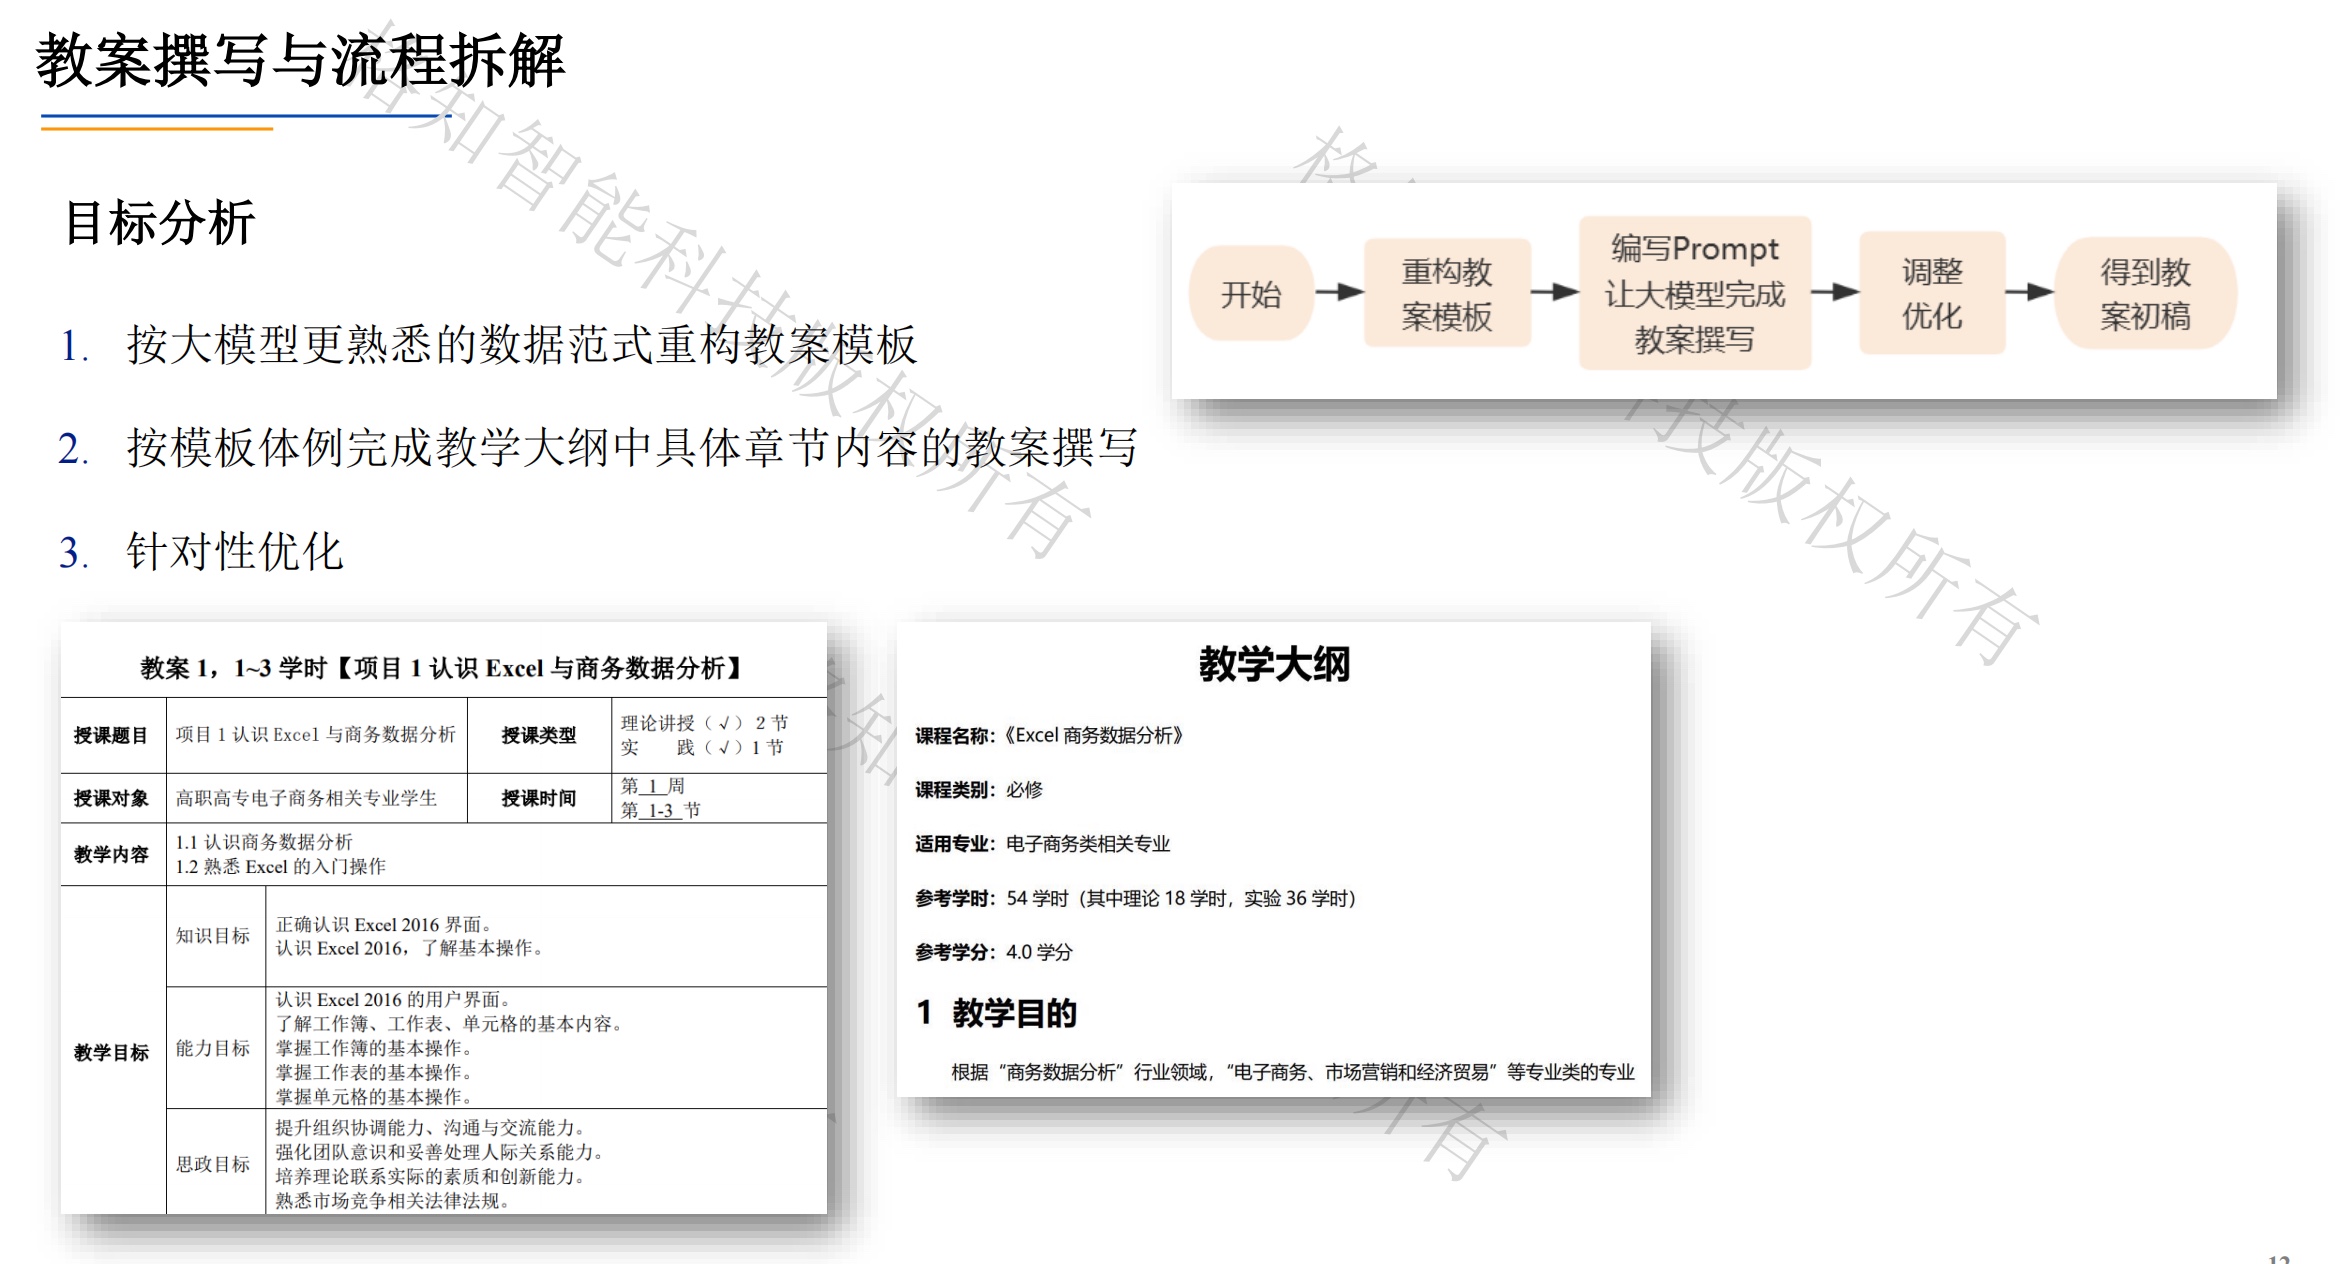 教案撰写与流程拆解
目标分析
1. 按大模型更熟悉的数据范式重构教案模板
2. 按模板体例完成教学大纲中具体章节内容的教案撰写
3. 针对性优化
开始
重构教
案模板
编写Prompt
让大模型完成
教案撰写
调整
优化
得到教
案初稿
教案 1，1~3 学时【项目 1 认识 Excel 与商务数据分析】
授课题目
项目 1 认识 Excel 与商务数据分析
授课类型
理论讲授（√）2 节
实 践（√）1 节
授课对象
高职高专电子商务相关专业学生
授课时间
第 1 周
第 1-3 节
教学内容
1.1 认识商务数据分析
1.2 熟悉 Excel 的入门操作
教学目标
知识目标
正确认识 Excel 2016 界面。
认识 Excel 2016，了解基本操作。
能力目标
认识 Excel 2016 的用户界面。
了解工作簿、工作表、单元格的基本内容。
掌握工作簿的基本操作。
掌握工作表的基本操作。
掌握单元格的基本操作。
思政目标
提升组织协调能力、沟通与交流能力。
强化团队意识和妥善处理人际关系能力。
培养理论联系实际的素质和创新能力。
熟悉市场竞争相关法律法规。
教学大纲
课程名称：《Excel 商务数据分析》
课程类别：必修
适用专业：电子商务类相关专业
参考学时：54 学时（其中理论 18 学时，实验 36 学时）
参考学分：4.0 学分
1 教学目的
根据“商务数据分析”行业领域，“电子商务、市场营销和经济贸易”等专业类的专业
格知智能科技版权所有
格
技版权所有
知
所有